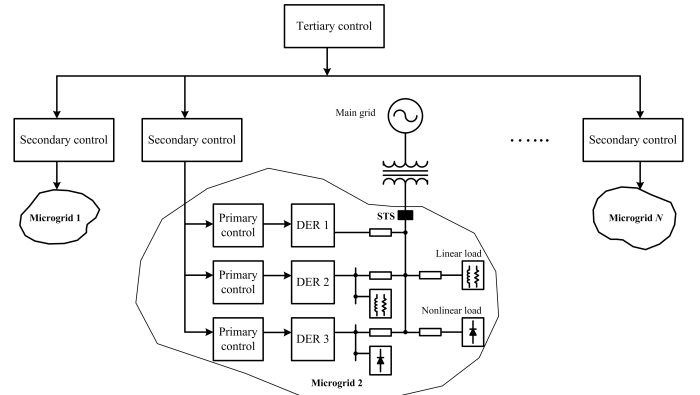 Tertiary control
Main grid
Secondary control
Secondary control
......
Secondary control
Microgrid 1
STS
Microgrid N
Primary
control
DER 1
Linear load
Primary
control
DER 2
Nonlinear load
Primary
control
DER 3
Microgrid 2